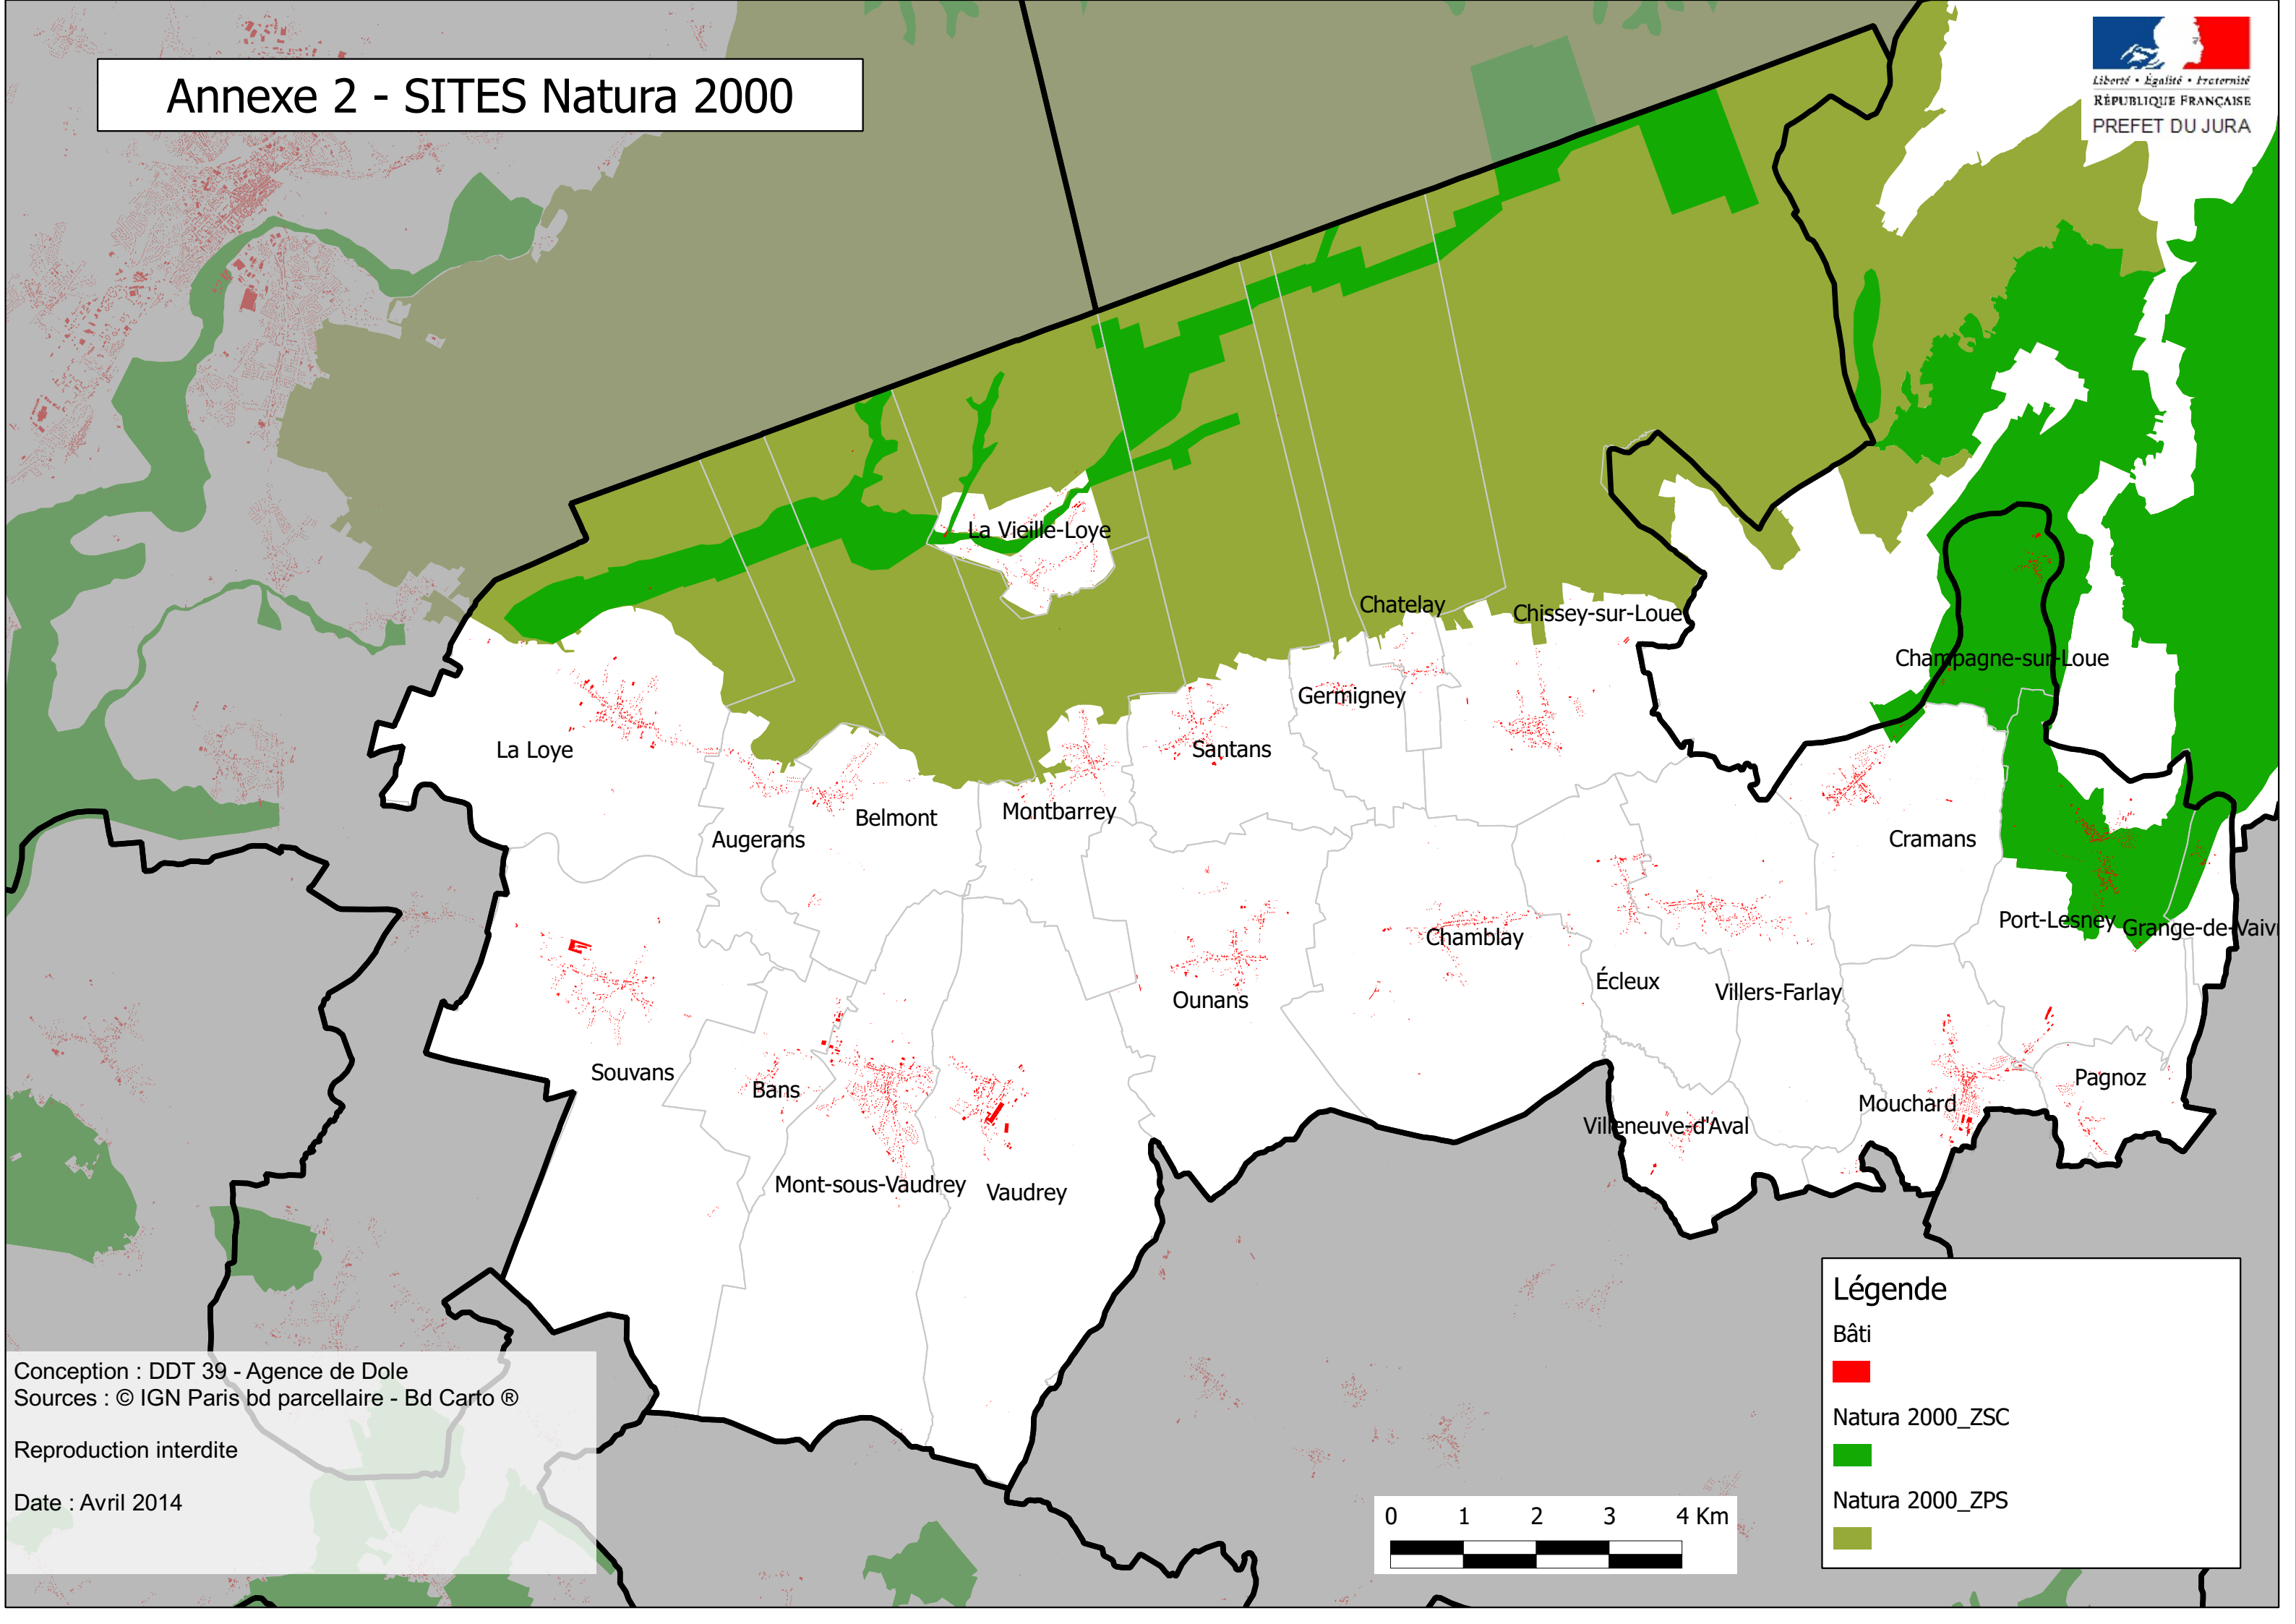 Annexe 2 - SITES Natura 2000
Liberté • Égalité • Fraternité
RÉPUBLIQUE FRANÇAISE
PREFET DU JURA
La Vieille-Loye
Chatelay
Chissey-sur-Loue
Champagne-sur-Loue
Germigney
La Loye
Santans
Montbarrey
Belmont
Augerans
Cramans
Port-Lesney
Grange-de-Vaiv
Chamblay
Écleux
Villers-Farlay
Ounans
Souvans
Bans
Pagnoz
Mouchard
Villeneuve-d'Aval
Mont-sous-Vaudrey
Vaudrey
Légende
Bâti
Natura 2000_ZSC
Natura 2000_ZPS
Conception : DDT 39 - Agence de Dole
Sources : © IGN Paris bd parcellaire - Bd Carto ®
Reproduction interdite
Date : Avril 2014
0 1 2 3 4 Km